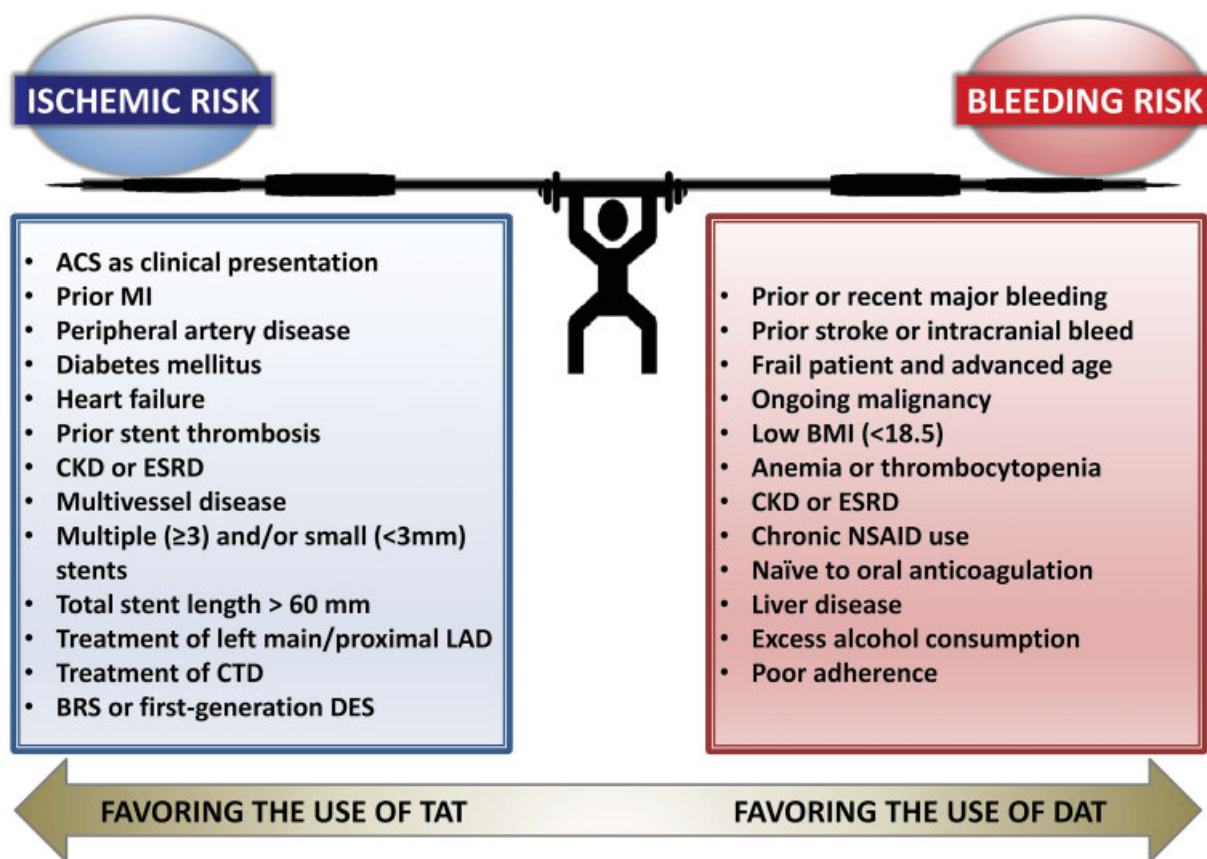 ISCHEMIC RISK
BLEEDING RISK
• ACS as clinical presentation
• Prior MI
• Peripheral artery disease
• Diabetes mellitus
• Heart failure
• Prior stent thrombosis
• CKD or ESRD
• Multivessel disease
• Multiple (≥3) and/or small (<3mm)
stents
• Total stent length > 60 mm
• Treatment of left main/proximal LAD
• Treatment of CTD
• BRS or first-generation DES
• Prior or recent major bleeding
• Prior stroke or intracranial bleed
• Frail patient and advanced age
• Ongoing malignancy
• Low BMI (<18.5)
• Anemia or thrombocytopenia
• CKD or ESRD
• Chronic NSAID use
• Naïve to oral anticoagulation
• Liver disease
• Excess alcohol consumption
• Poor adherence
FAVORING THE USE OF TAT
FAVORING THE USE OF DAT